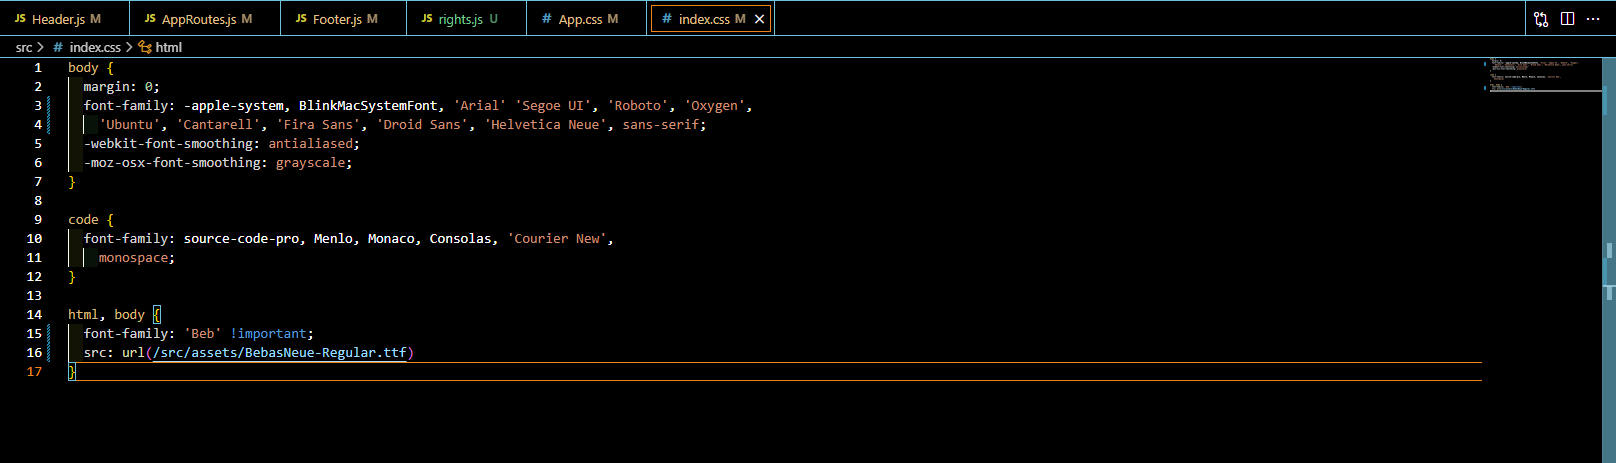 JS Header.js M JS AppRoutes.js M JS Footer.js M JS rights.js U # App.css M # index.css M ×
src > # index.css > html
1 body {
2   margin: 0;
3   font-family: -apple-system, BlinkMacSystemFont, 'Arial' 'Segoe UI', 'Roboto', 'Oxygen',
4     'Ubuntu', 'Cantarell', 'Fira Sans', 'Droid Sans', 'Helvetica Neue', sans-serif;
5   -webkit-font-smoothing: antialiased;
6   -moz-osx-font-smoothing: grayscale;
7 }
8
9 code {
10   font-family: source-code-pro, Menlo, Monaco, Consolas, 'Courier New',
11     monospace;
12 }
13
14 html, body {
15   font-family: 'Beb' !important;
16   src: url(/src/assets/BebasNeue-Regular.ttf)
17 }